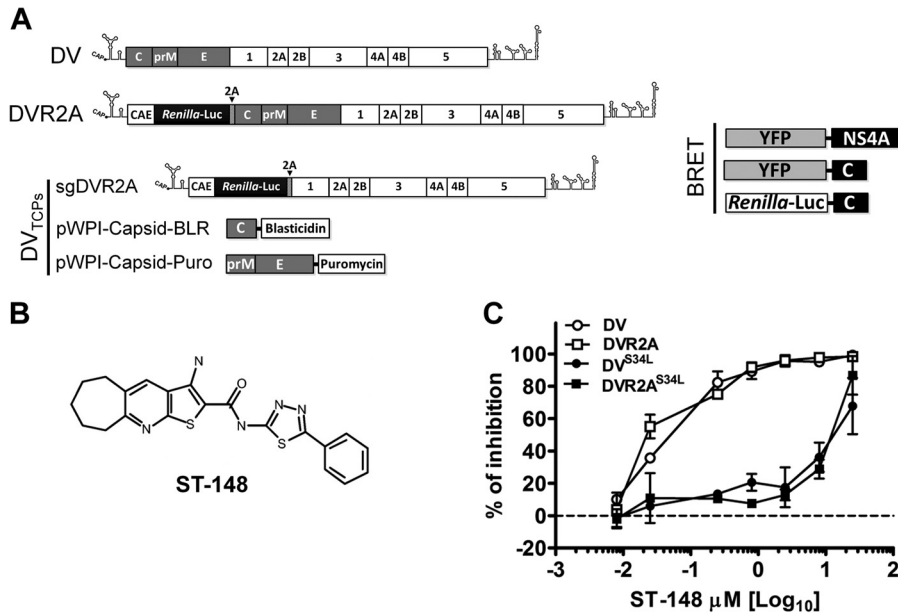 A
DV
C prM E 1 2A 2B 3 4A 4B 5
2A
DVR2A
CAE Renilla-Luc C prM E 1 2A 2B 3 4A 4B 5
2A
sgDVR2A
CAE Renilla-Luc 1 2A 2B 3 4A 4B 5
DVTCPs
pWPI-Capsid-BLR
C Blasticidin
pWPI-Capsid-Puro
prM E Puromycin
BRET
YFP NS4A
YFP C
Renilla-Luc C
B
N
O
N
S
N
N
N
S
ST-148
C
DV
DVR2A
DVS34L
DVR2AS34L
% of inhibition
100
80
60
40
20
0
-20
-3 -2 -1 0 1 2
ST-148 μM [Log10]